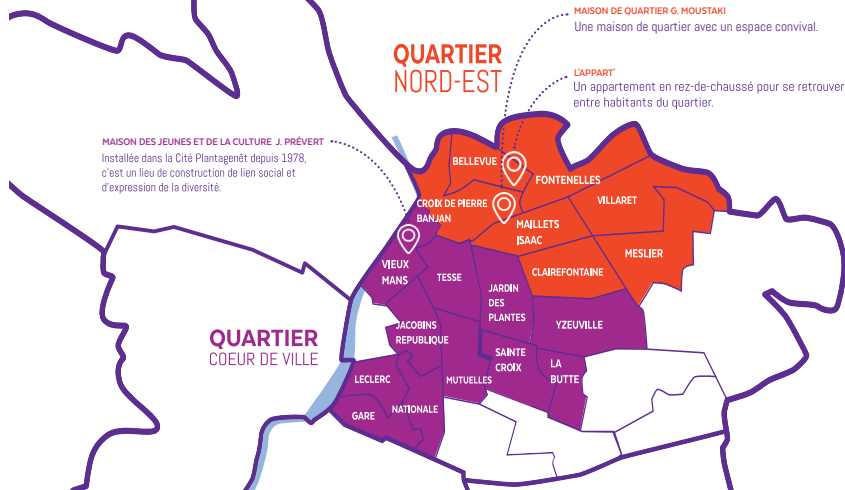 MAISON DE QUARTIER G. MOUSTAKI
Une maison de quartier avec un espace convival.
QUARTIER
NORD-EST
L'APPART'
Un appartement en rez-de-chaussé pour se retrouver
entre habitants du quartier.
MAISON DES JEUNES ET DE LA CULTURE J. PRÉVERT
Installée dans la Cité Plantagenêt depuis 1978,
c'est un lieu de construction de lien social et
d'expression de la diversité.
BELLEVUE
FONTENELLES
VILLARET
CROIX DE PIERRE
BANJAN
MAILLETS
ISAAC
MESLIER
CLAIREFONTAINE
VIEUX
MANS
TESSE
JARDIN
DES
PLANTES
YZEUVILLE
QUARTIER
COEUR DE VILLE
JACOBINS
REPUBLIQUE
SAINTE
CROIX
LA
BUTTE
LECLERC
MUTUELLES
GARE
NATIONALE